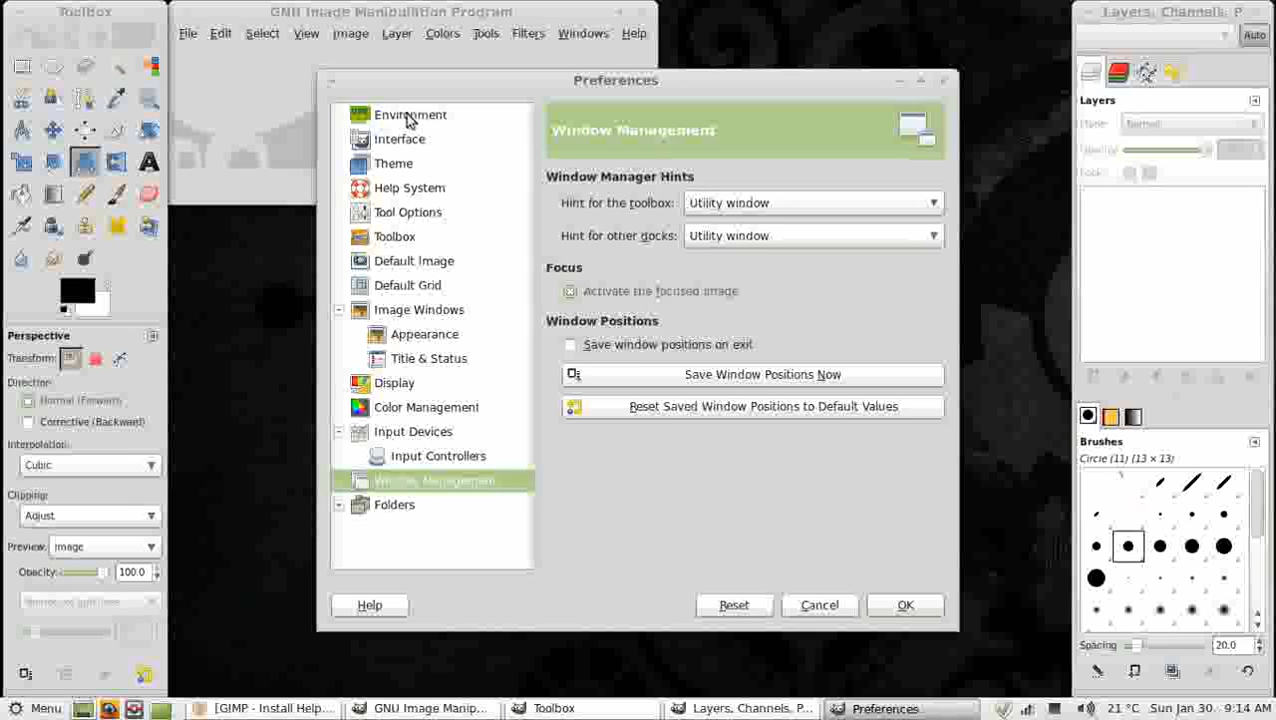 Toolbox
GNU Image Manipulation Program
File Edit Select View Image Layer Colors Tools Filters Windows Help
Layers, Channels, P
Auto
Preferences
Environment
Interface
Theme
Help System
Tool Options
Toolbox
Default Image
Default Grid
Image Windows
Appearance
Title & Status
Display
Color Management
Input Devices
Input Controllers
Window Management
Folders
Window Management
Window Manager Hints
Hint for the toolbox: Utility window
Hint for other docks: Utility window
Focus
Activate the focused image
Window Positions
Save window positions on exit
Save Window Positions Now
Reset Saved Window Positions to Default Values
Help Reset Cancel OK
Perspective
Transform:
Direction:
Normal (Forward)
Corrective (Backward)
Interpolation:
Cubic
Clipping:
Adjust
Preview: Image
Opacity: 100.0
Layers
Mode: Normal
Opacity
Lock:
Brushes
Circle (11) (13 × 13)
Spacing 20.0
Menu [GIMP - Install Help... GNU Image Manip... Toolbox Layers, Channels, P... Preferences 21 °C Sun Jan 30, 9:14 AM